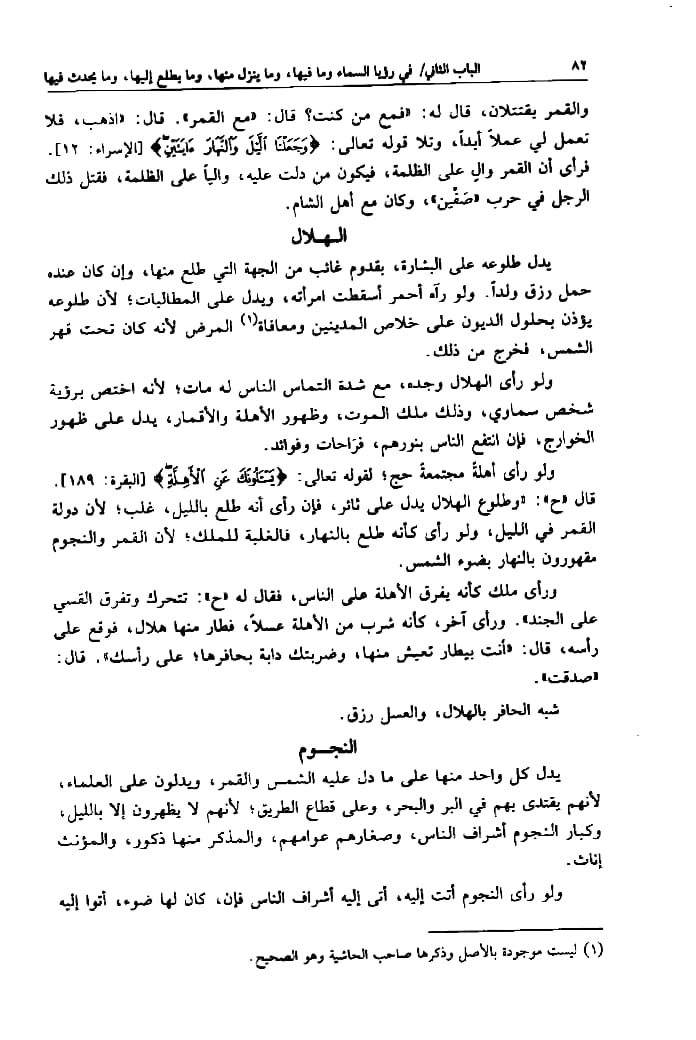 ٨٢ الباب الثاني/ في رؤيا السماء وما فيها، وما ينزل منها، وما يطلع إليها، وما يحدث فيها
والقمر يقتتلان، قال له: «فمع من كنت؟ قال: «مع القمر». قال: «اذهب، فلا
تعمل لي عملاً أبداً، وتلا قوله تعالى: ﴿وَجَعَلْنَا الَّيْلَ وَالنَّهَارَ ءَايَنَيْنِ﴾ [الإسراء: ١٢].
فرأى أن القمر والٍ على الظلمة، فيكون من دلت عليه، والياً على الظلمة، فقتل ذلك
الرجل في حرب «صَفّين»، وكان مع أهل الشام.
الهلال
يدل طلوعه على البشارة، بقدوم غائب من الجهة التي طلع منها، وإن كان عنده
حمل رزق ولداً. ولو رآه أحمر أسقطت امرأته، ويدل على المطالبات؛ لأن طلوعه
يؤذن بحلول الديون على خلاص المدينين ومعافاة(١) المرض لأنه كان تحت قهر
الشمس، فخرج من ذلك.
ولو رأى الهلال وحده، مع شدة التماس الناس له مات؛ لأنه اختص برؤية
شخص سماوي، وذلك ملك الموت، وظهور الأهلة والأقمار، يدل على ظهور
الخوارج، فإن انتفع الناس بنورهم، فرَاحات وفوائد.
ولو رأى أهلةً مجتمعةً حج؛ لقوله تعالى: ﴿يَسْتَلُونَكَ عَنِ الْأَهِلَّةِ﴾ [البقرة: ١٨٩].
قال «ح»: «وطلوع الهلال يدل على ثائر، فإن رأى أنه طلع بالليل، غلب؛ لأن دولة
القمر في الليل، ولو رأى كأنه طلع بالنهار، فالغلبة للملك؛ لأن القمر والنجوم
مقهورون بالنهار بضوء الشمس.
ورأى ملك كأنه يفرق الأهلة على الناس، فقال له «ح»: تتحرك وتفرق القسي
على الجند». ورأى آخر، كأنه شرب من الأهلة عسلاً، فطار منها هلال، فوقع على
رأسه، قال: «أنت بيطار تعيش منها، وضربتك دابة بحافرها؛ على رأسك». قال:
«صدقت».
شبه الحافر بالهلال، والعسل رزق.
النجوم
يدل كل واحد منها على ما دل عليه الشمس والقمر، ويدلون على العلماء،
لأنهم يقتدى بهم في البر والبحر، وعلى قطاع الطريق؛ لأنهم لا يظهرون إلا بالليل،
وكبار النجوم أشراف الناس، وصغارهم عوامهم، والمذكر منها ذكور، والمؤنث
إناث.
ولو رأى النجوم أتت إليه، أتى إليه أشراف الناس فإن، كان لها ضوء، أتوا إليه
(١) ليست موجودة بالأصل وذكرها صاحب الحاشية وهو الصحيح.